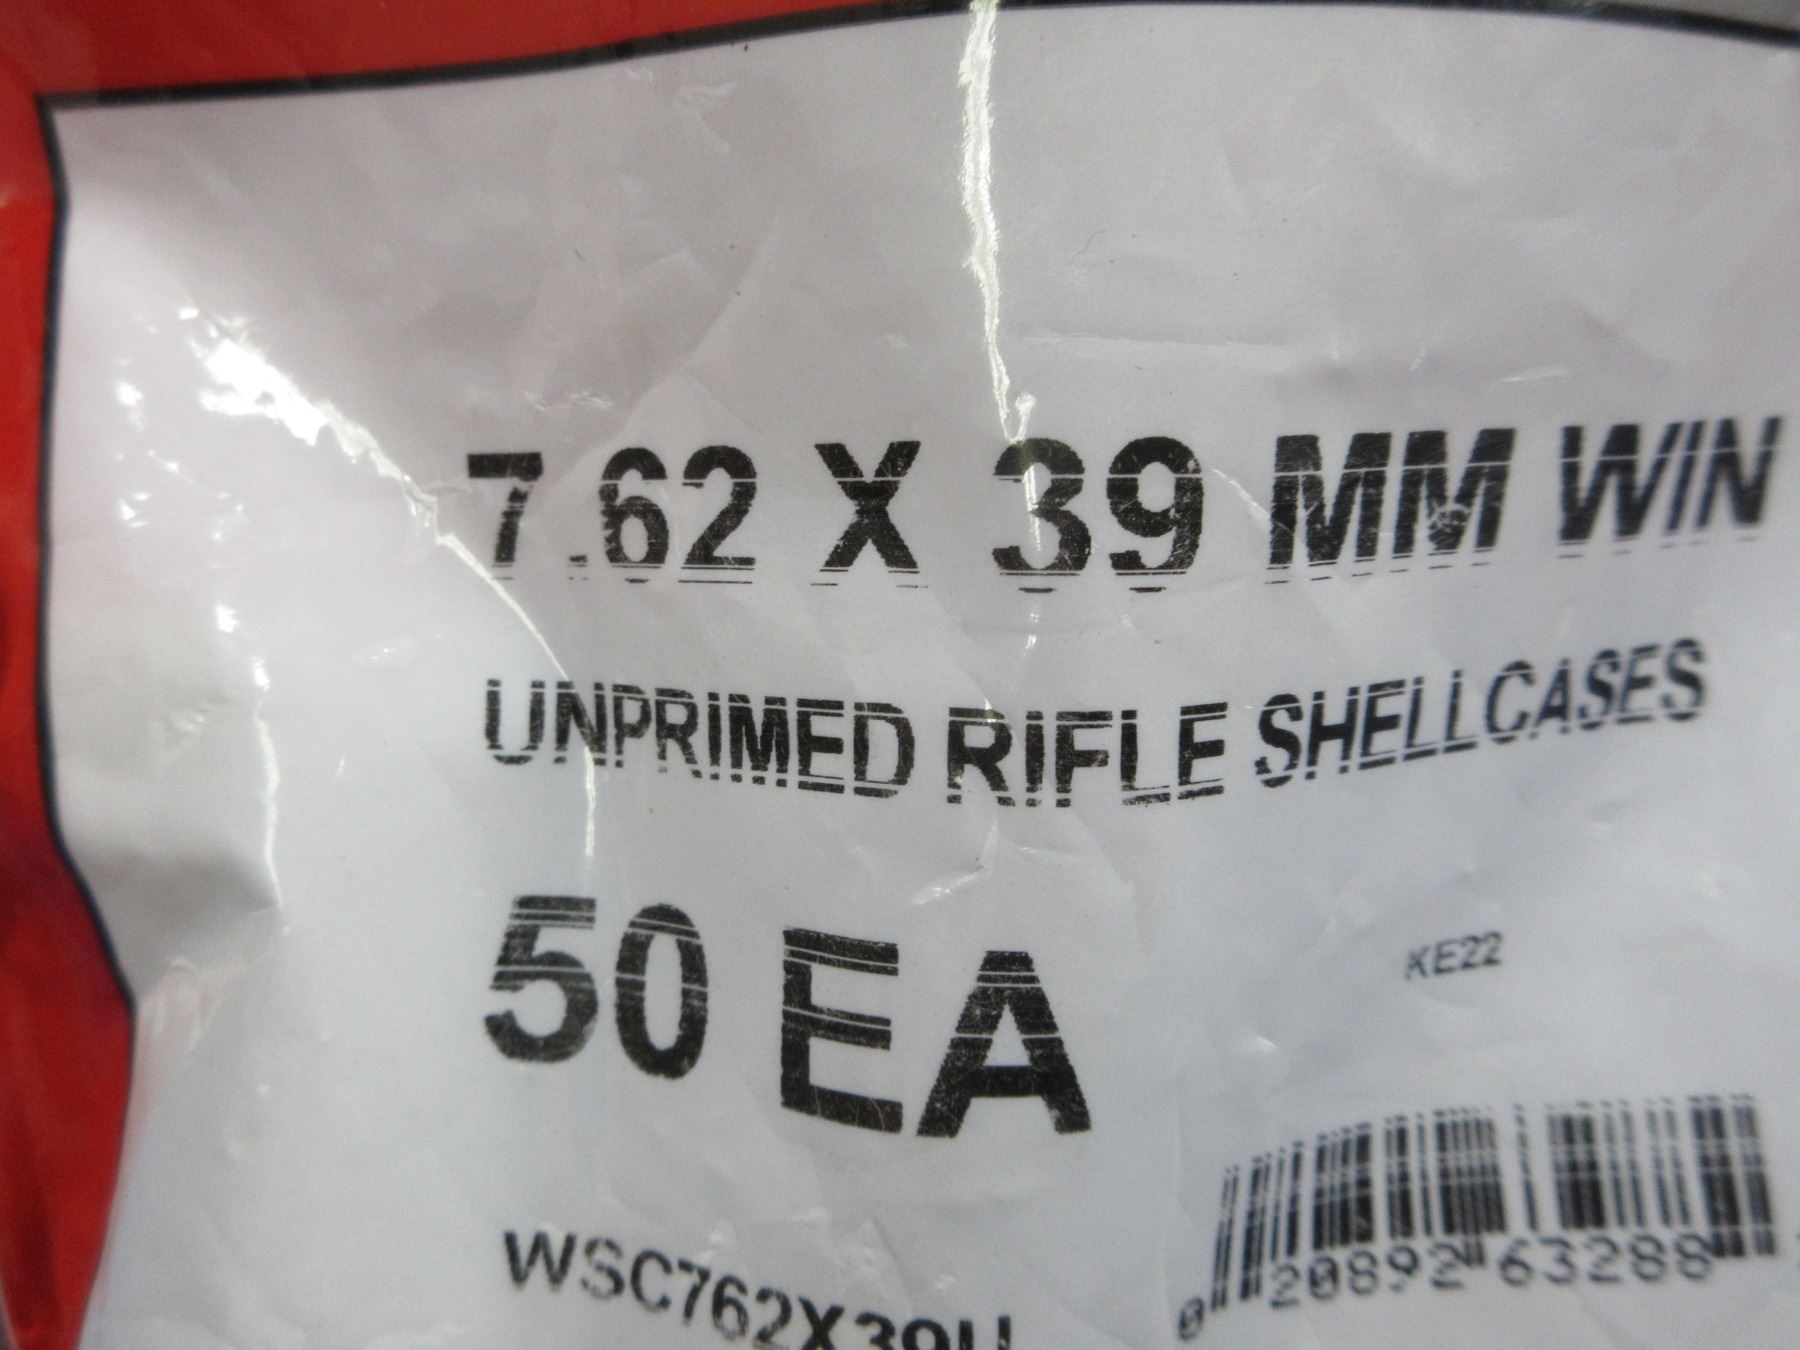 7.62 X 39 MM WIN
UNPRIMED RIFLE SHELLCASES
50 EA
KE22
0 20892 63288
WSC762X39U